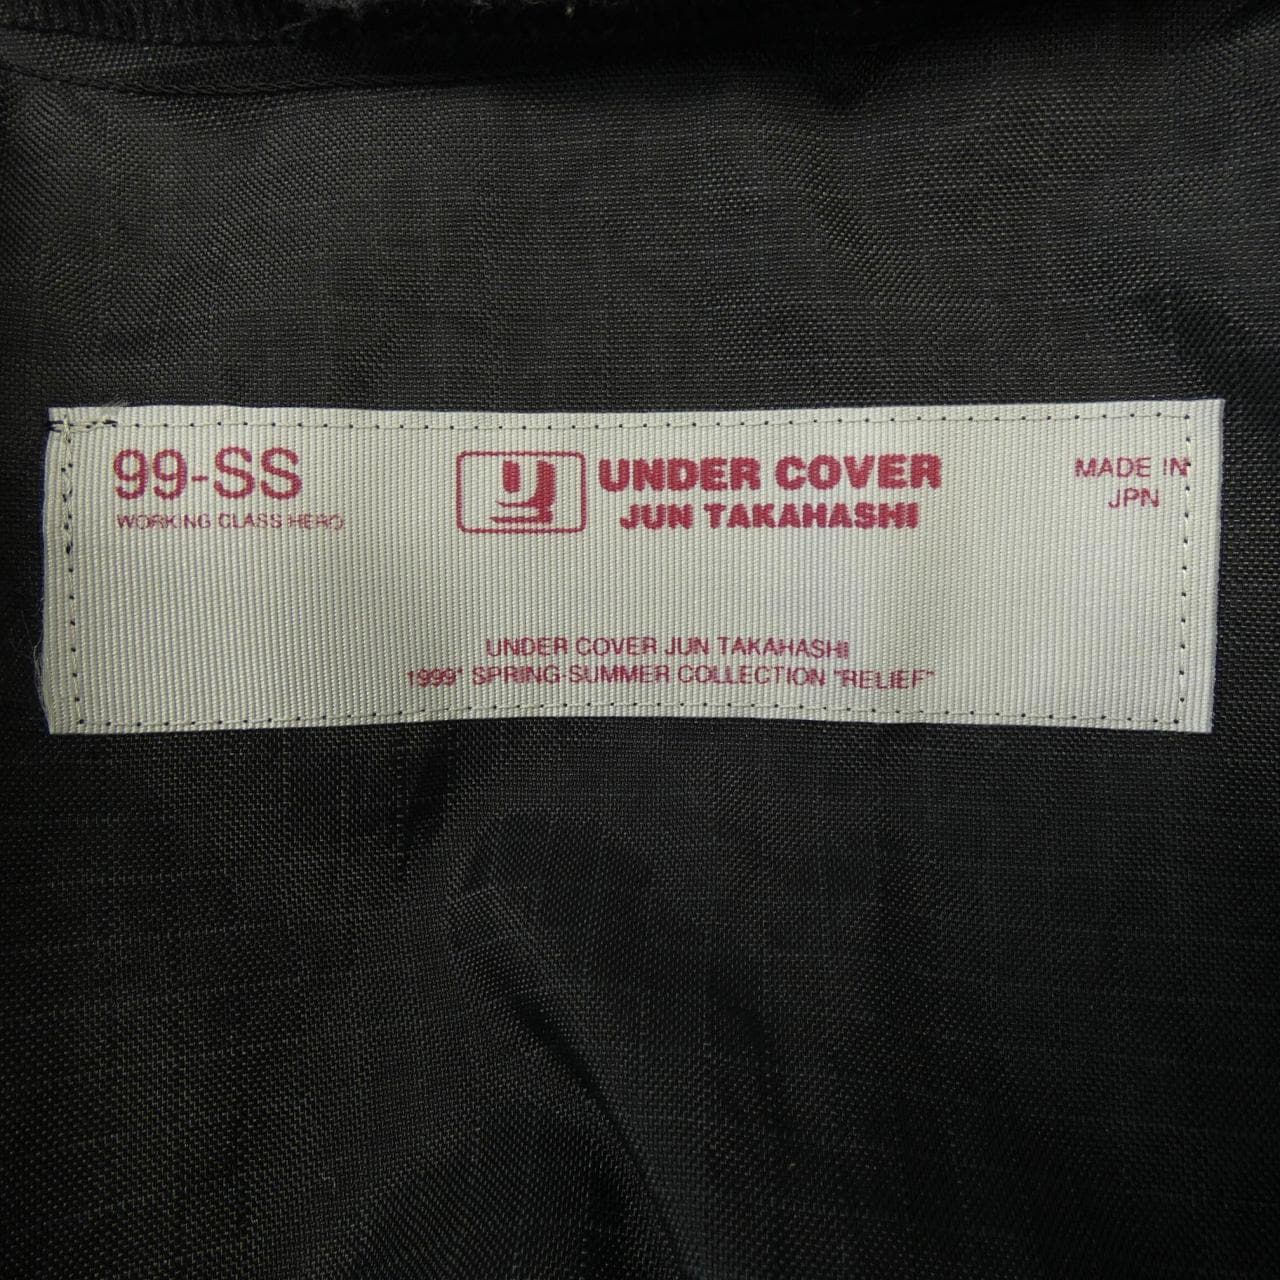 99-SS
WORKING CLASS HERO
U UNDER COVER
JUN TAKAHASHI
MADE IN
JPN
UNDER COVER JUN TAKAHASHI
1999' SPRING-SUMMER COLLECTION "RELIEF"